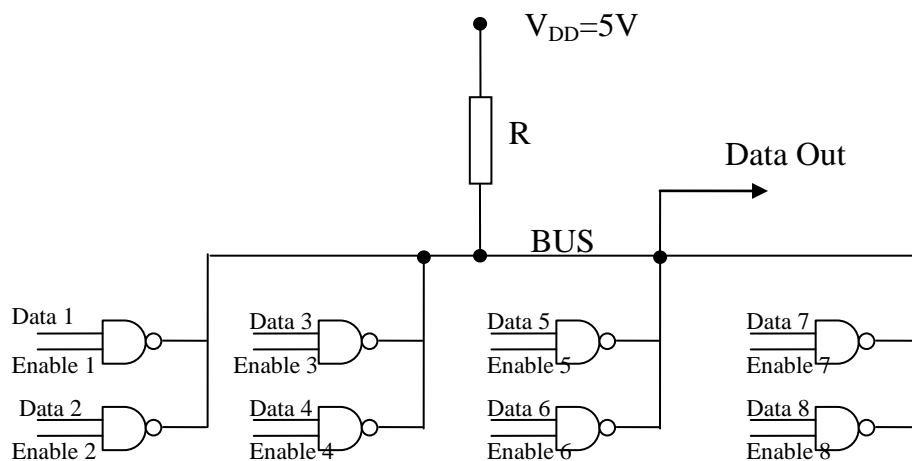 V_DD=5V
R
Data Out
BUS
Data 1
Enable 1
Data 2
Enable 2
Data 3
Enable 3
Data 4
Enable 4
Data 5
Enable 5
Data 6
Enable 6
Data 7
Enable 7
Data 8
Enable 8